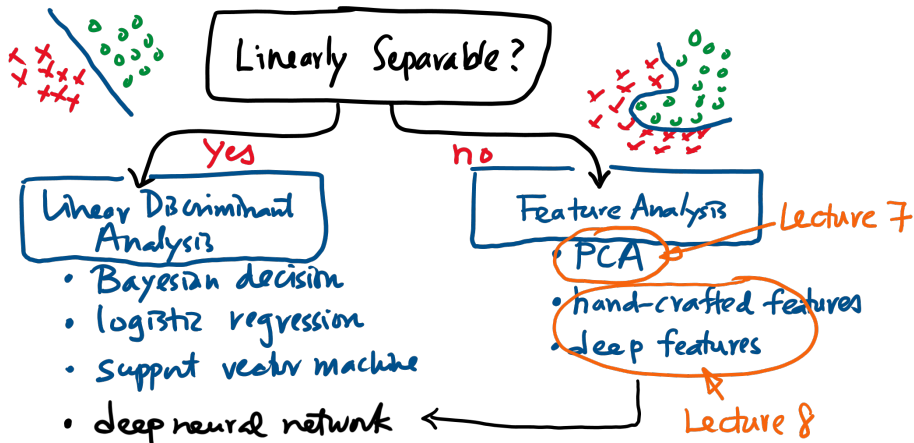 Linearly Separable?
Yes
no
Linear Discriminant
Analysis
• Bayesian decision
• logistic regression
• support vector machine
• deep neural network
Feature Analysis
• PCA
• hand-crafted features
• deep features
Lecture 7
Lecture 8